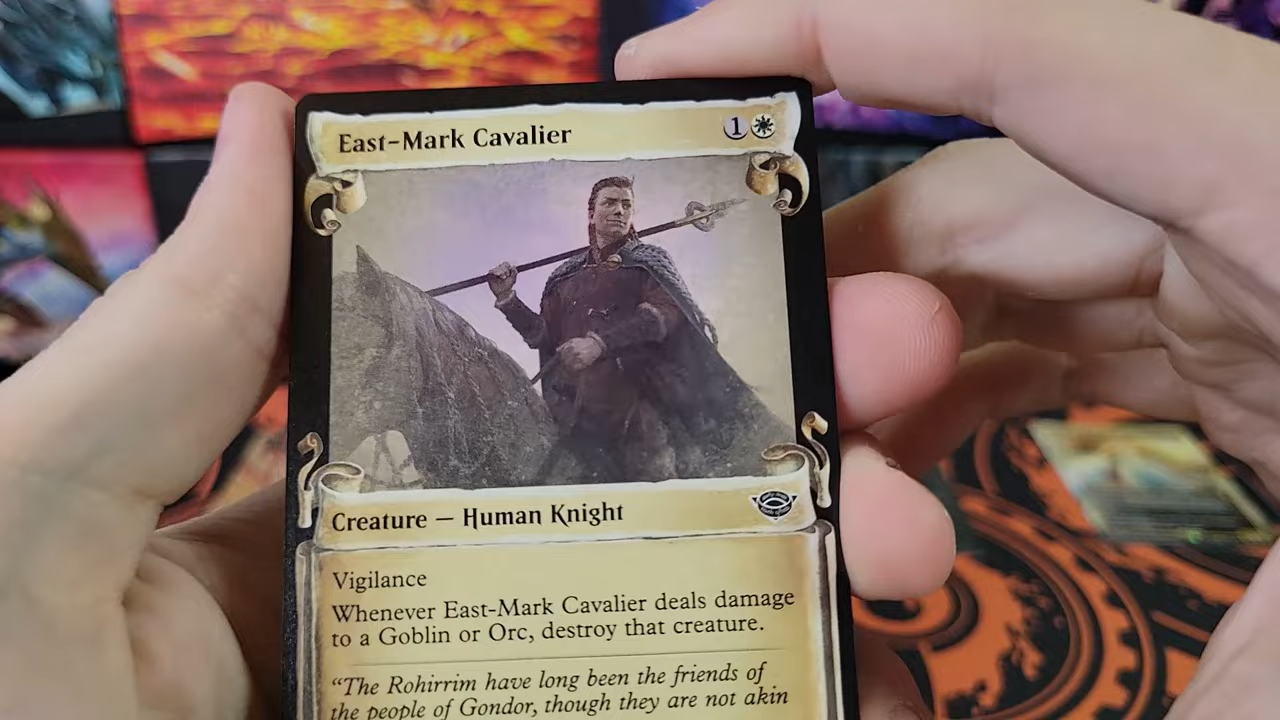 East-Mark Cavalier 1
Creature — Human Knight
Vigilance
Whenever East-Mark Cavalier deals damage
to a Goblin or Orc, destroy that creature.
“The Rohirrim have long been the friends of
the people of Gondor, though they are not akin